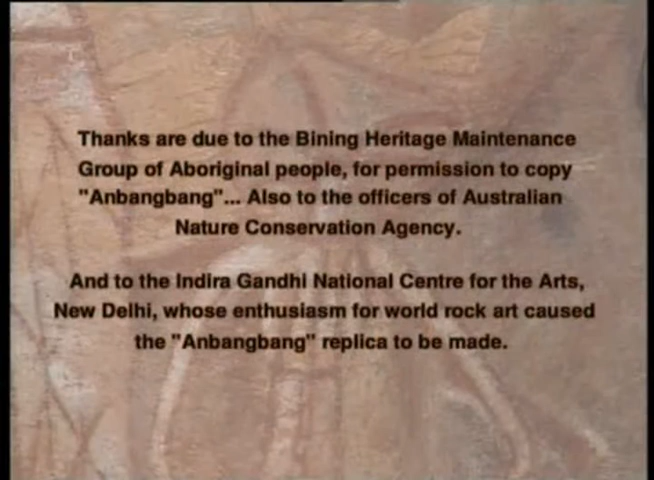 Thanks are due to the Bining Heritage Maintenance
Group of Aboriginal people, for permission to copy
"Anbangbang"... Also to the officers of Australian
Nature Conservation Agency.
And to the Indira Gandhi National Centre for the Arts,
New Delhi, whose enthusiasm for world rock art caused
the "Anbangbang" replica to be made.